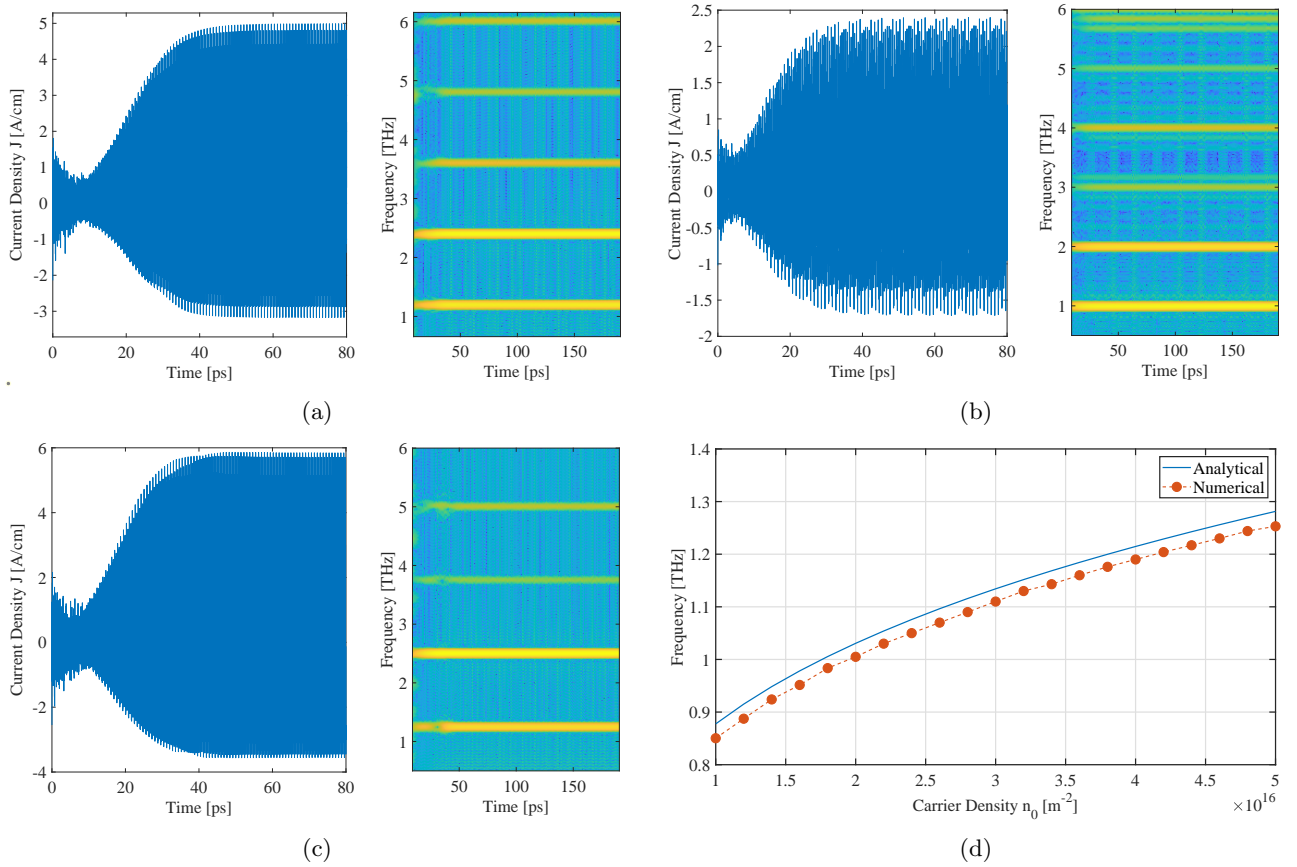 Current Density J [A/cm]
5
4
3
2
1
0
-1
-2
-3
0 20 40 60 80
Time [ps]
Frequency [THz]
6
5
4
3
2
1
50 100 150
Time [ps]
(a)
Current Density J [A/cm]
2.5
2
1.5
1
0.5
0
-0.5
-1
-1.5
-2
0 20 40 60 80
Time [ps]
Frequency [THz]
6
5
4
3
2
1
50 100 150
Time [ps]
(b)
Current Density J [A/cm]
6
4
2
0
-2
-4
0 20 40 60 80
Time [ps]
Frequency [THz]
6
5
4
3
2
1
50 100 150
Time [ps]
(c)
Frequency [THz]
1.4
1.3
1.2
1.1
1
0.9
0.8
Analytical
Numerical
1 1.5 2 2.5 3 3.5 4 4.5 5
Carrier Density n₀ [m⁻²]
×10¹⁶
(d)